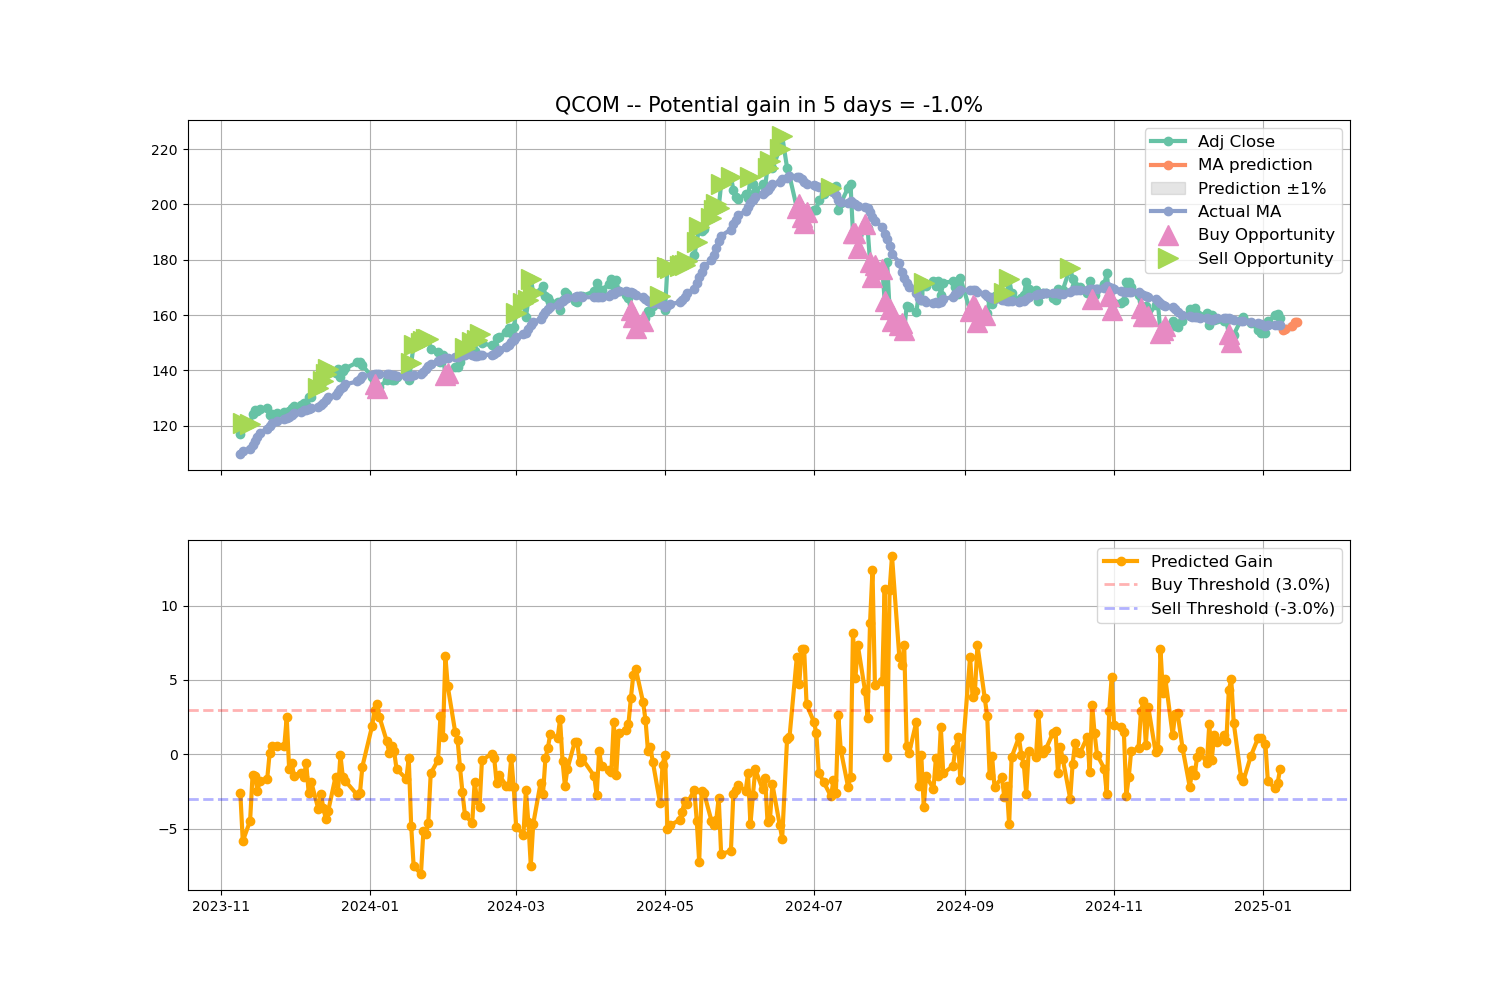 QCOM -- Potential gain in 5 days = -1.0%
220
200
180
160
140
120
Adj Close
MA prediction
Prediction ±1%
Actual MA
Buy Opportunity
Sell Opportunity
10
5
0
−5
Predicted Gain
Buy Threshold (3.0%)
Sell Threshold (-3.0%)
2023-11
2024-01
2024-03
2024-05
2024-07
2024-09
2024-11
2025-01